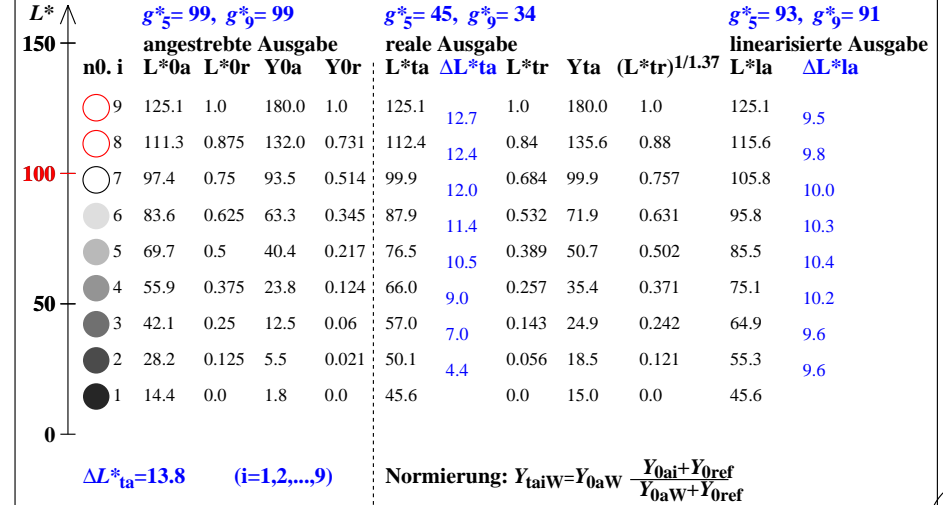 L* g*5= 99, g*9= 99 g*5= 45, g*9= 34 g*5= 93, g*9= 91
150 angestrebte Ausgabe reale Ausgabe linearisierte Ausgabe
n0. i L*0a L*0r Y0a Y0r L*ta ΔL*ta L*tr Yta (L*tr)1/1.37 L*la ΔL*la
9 125.1 1.0 180.0 1.0 125.1 1.0 180.0 1.0 125.1
12.7 9.5
8 111.3 0.875 132.0 0.731 112.4 0.84 135.6 0.88 115.6
12.4 9.8
100 7 97.4 0.75 93.5 0.514 99.9 0.684 99.9 0.757 105.8
12.0 10.0
6 83.6 0.625 63.3 0.345 87.9 0.532 71.9 0.631 95.8
11.4 10.3
5 69.7 0.5 40.4 0.217 76.5 0.389 50.7 0.502 85.5
10.5 10.4
4 55.9 0.375 23.8 0.124 66.0 0.257 35.4 0.371 75.1
50 9.0 10.2
3 42.1 0.25 12.5 0.06 57.0 0.143 24.9 0.242 64.9
7.0 9.6
2 28.2 0.125 5.5 0.021 50.1 0.056 18.5 0.121 55.3
4.4 9.6
1 14.4 0.0 1.8 0.0 45.6 0.0 15.0 0.0 45.6
0
ΔL*ta=13.8 (i=1,2,...,9) Normierung: YtaiW=Y0aW Y0ai+Y0ref
Y0aW+Y0ref